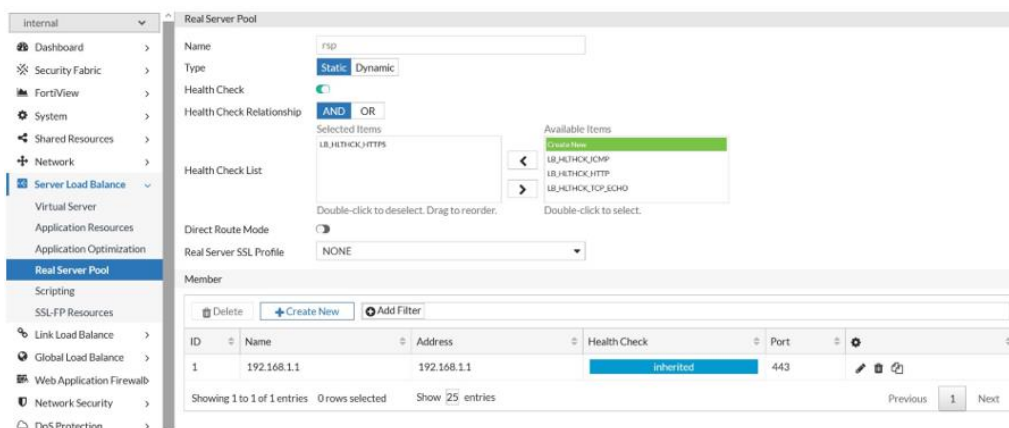 internal
Dashboard
Security Fabric
FortiView
System
Shared Resources
Network
Server Load Balance
Virtual Server
Application Resources
Application Optimization
Real Server Pool
Scripting
SSL-FP Resources
Link Load Balance
Global Load Balance
Web Application Firewall
Network Security
DoS Protection
Real Server Pool
Name rsp
Type Static Dynamic
Health Check
Health Check Relationship AND OR
Selected Items Available Items
LB_HLTHCK_HTTPS Create New
LB_HLTHCK_ICMP
Health Check List LB_HLTHCK_HTTP
LB_HLTHCK_TCP_ECHO
Double-click to deselect. Drag to reorder. Double-click to select.
Direct Route Mode
Real Server SSL Profile NONE
Member
Delete +Create New Add Filter
ID Name Address Health Check Port
1 192.168.1.1 192.168.1.1 inherited 443
Showing 1 to 1 of 1 entries 0 rows selected Show 25 entries Previous 1 Next